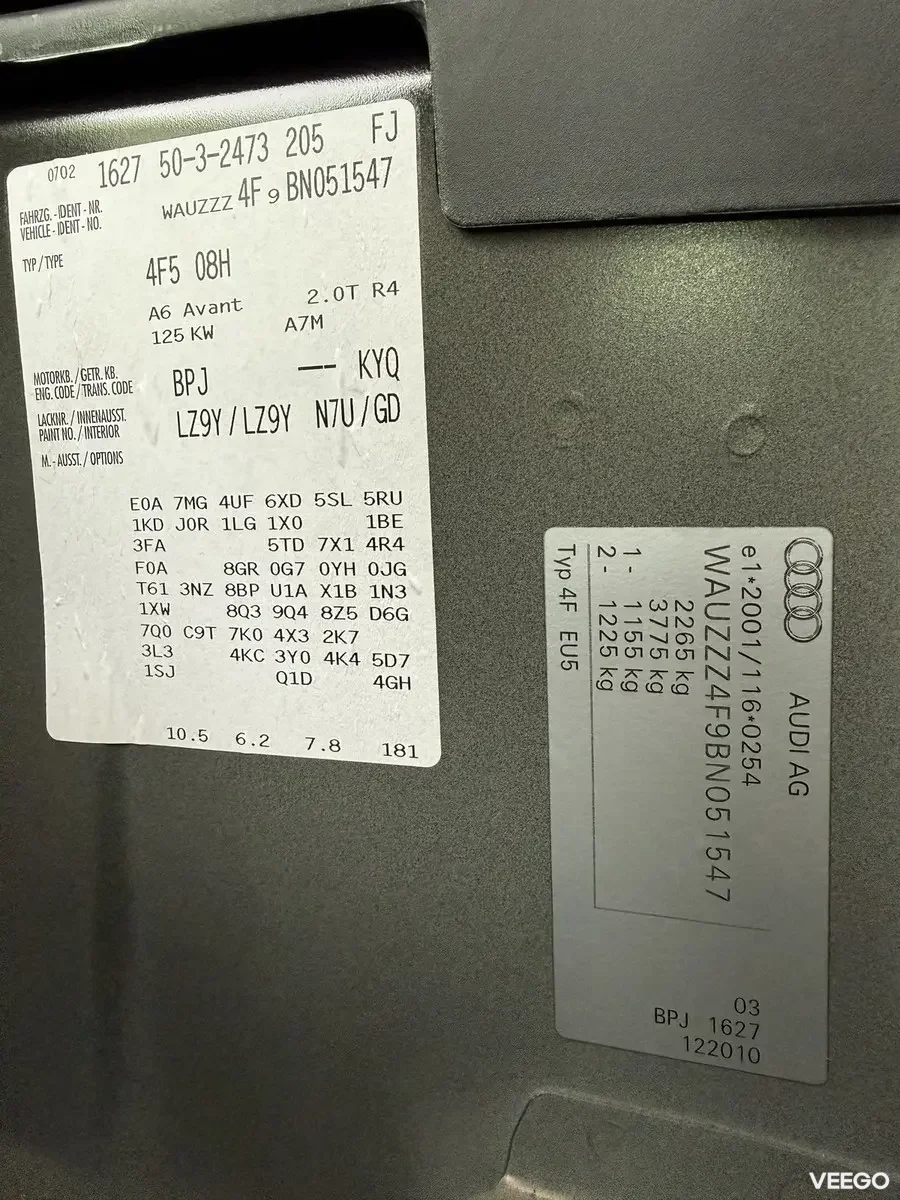 0702 1627 50-3-2473 205 FJ
FAHRZG.-IDENT-NR.
VEHICLE-IDENT-NO.
WAUZZZ 4F 9 BN051547
TYP/TYPE
4F5 08H
A6 Avant 2.0T R4
125 KW A7M
MOTORKB./GETR.KB.
ENG.CODE/TRANS.CODE
BPJ --- KYQ
LACKNR./INNENAUSST.
PAINT NO./INTERIOR
LZ9Y/LZ9Y N7U/GD
M.-AUSST./OPTIONS
E0A 7MG 4UF 6XD 5SL 5RU
1KD J0R 1LG 1X0 1BE
3FA 5TD 7X1 4R4
F0A 8GR 0G7 0YH 0JG
T61 3NZ 8BP U1A X1B 1N3
1XW 8Q3 9Q4 8Z5 D6G
7Q0 C9T 7K0 4X3 2K7
3L3 4KC 3Y0 4K4 5D7
1SJ Q1D 4GH
10.5 6.2 7.8 181
AUDI AG
e1*2001/116*0254
WAUZZZ4F9BN051547
2265 kg
3775 kg
1- 1155 kg
2- 1225 kg
Typ 4F EU5
03
BPJ 1627
122010
VEEGO